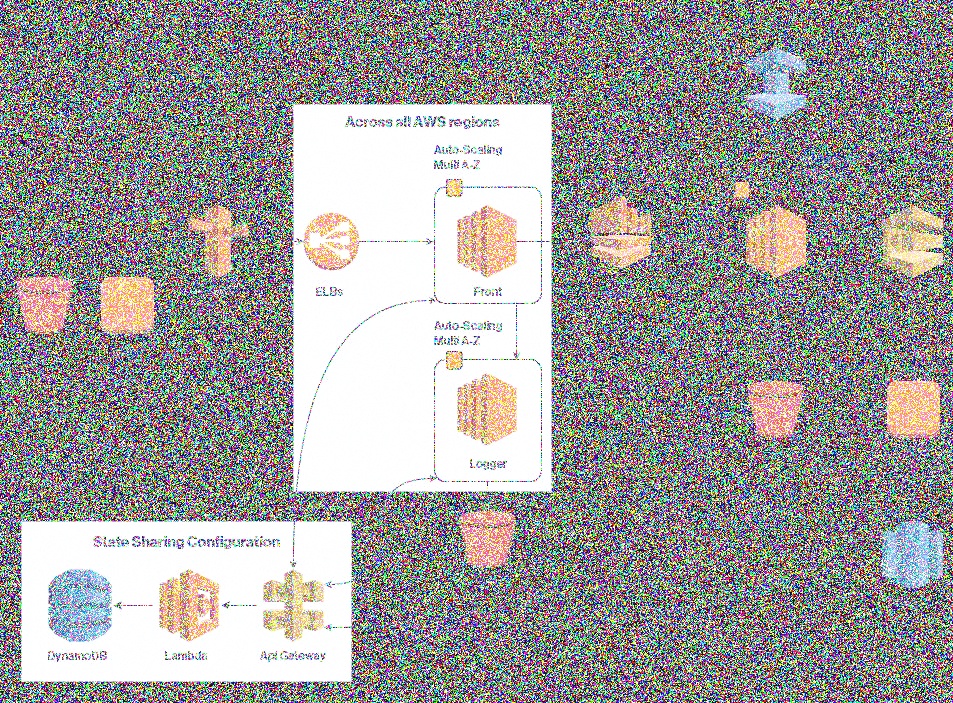 Across all AWS regions
Auto-Scaling
Multi A-Z
ELBs
Front
Auto-Scaling
Multi A-Z
Logger
State Sharing Configuration
DynamoDB
Lambda
Api Gateway